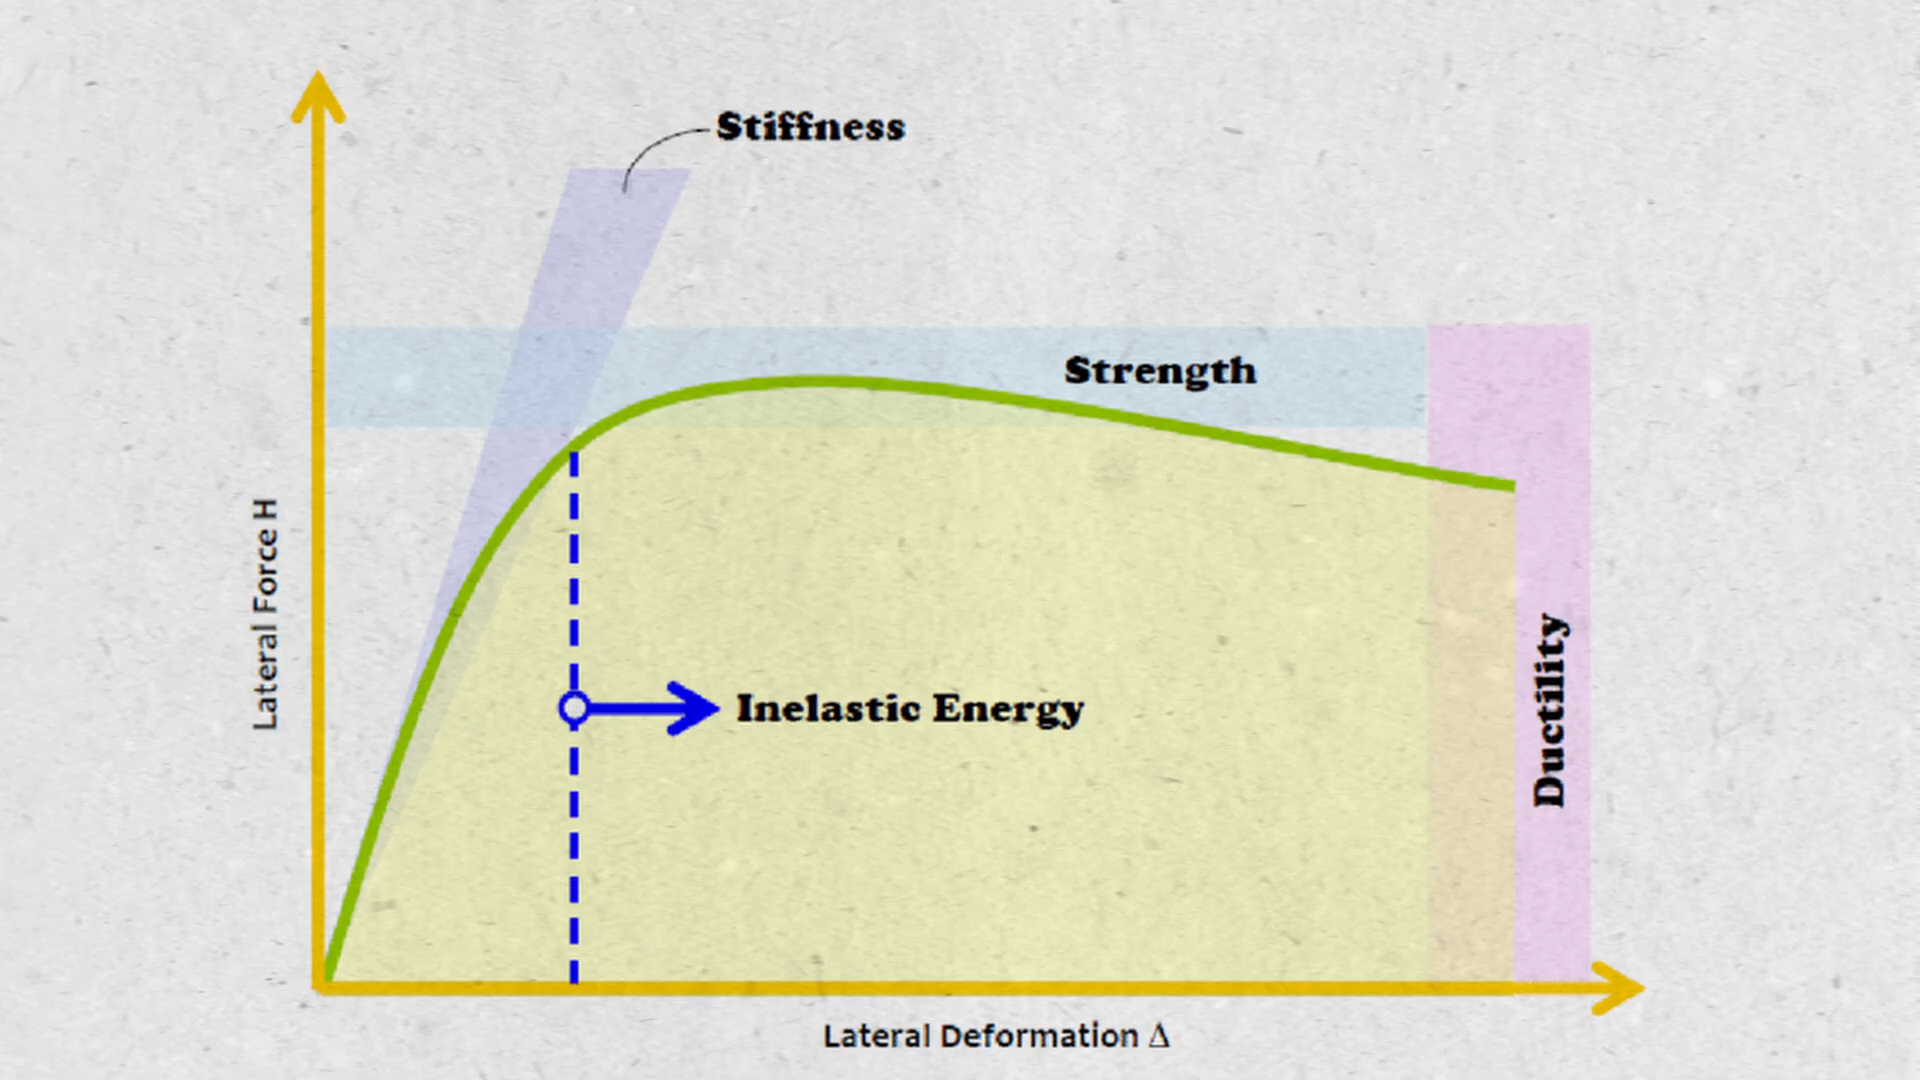 Stiffness
Strength
Lateral Force H
Inelastic Energy
Ductility
Lateral Deformation Δ